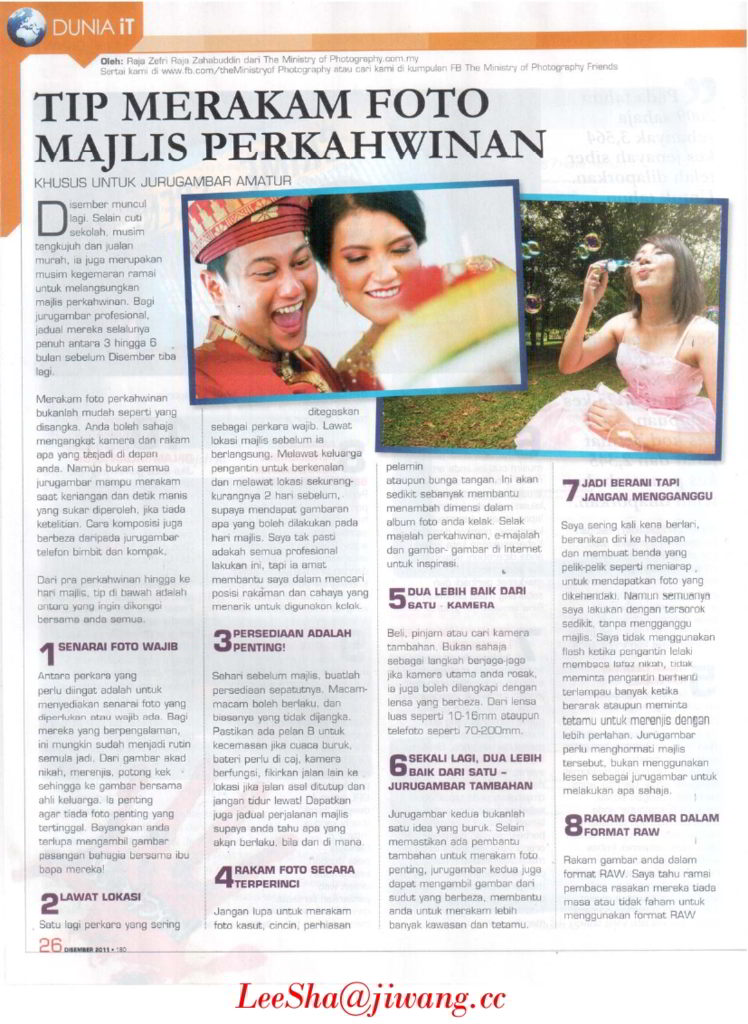 DUNIA iT
Oleh: Raja Zefri Raja Zahabuddin dari The Ministry of Photography.com.my
Sertai kami di www.fb.com/theMinistryof Photography atau cari kami di kumpulan FB The Ministry of Photography Friends
TIP MERAKAM FOTO
MAJLIS PERKAHWINAN
KHUSUS UNTUK JURUGAMBAR AMATUR
Disember muncul
lagi. Selain cuti
sekolah, musim
tengkujuh dan jualan
murah, ia juga merupakan
musim kegemaran ramai
untuk melangsungkan
majlis perkahwinan. Bagi
jurugambar profesional,
jadual mereka selalunya
penuh antara 3 hingga 6
bulan sebelum Disember tiba
lagi.
Merakam foto perkahwinan
bukanlah mudah seperti yang
disangka. Anda boleh sahaja
mengangkat kamera dan rakam
apa yang terjadi di depan
anda. Namun bukan semua
jurugambar mampu merakam
saat keriangan dan detik manis
yang sukar diperoleh, jika tiada
ketelitian. Cara komposisi juga
berbeza daripada jurugambar
telefon bimbit dan kompak.
Dari pra perkahwinan hingga ke
hari majlis, tip di bawah adalah
antara yang ingin dikongsi
bersama anda semua.
1 SENARAI FOTO WAJIB
Antara perkara yang
perlu diingat adalah untuk
menyediakan senarai foto yang
diperlukan atau wajib ada. Bagi
mereka yang berpengalaman,
ini mungkin sudah menjadi rutin
semula jadi. Dari gambar akad
nikah, merenjis, potong kek
sehingga ke gambar bersama
ahli keluarga. Ia penting
agar tiada foto penting yang
tertinggal. Bayangkan anda
terlupa mengambil gambar
pasangan bahagia bersama ibu
bapa mereka!
2 LAWAT LOKASI
Satu lagi perkara yang sering
ditegaskan
sebagai perkara wajib. Lawat
lokasi majlis sebelum ia
berlangsung. Melawat keluarga
pengantin untuk berkenalan
dan melawat lokasi sekurang-
kurangnya 2 hari sebelum,
supaya mendapat gambaran
apa yang boleh dilakukan pada
hari majlis. Saya tak pasti
adakah semua profesional
lakukan ini, tapi ia amat
membantu saya dalam mencari
posisi rakaman dan cahaya yang
menarik untuk digunakan kelak.
3 PERSEDIAAN ADALAH
PENTING!
Sehari sebelum majlis, buatlah
persediaan sepatutnya. Macam-
macam boleh berlaku, dan
biasanya yang tidak dijangka.
Pastikan ada pelan B untuk
kecemasan jika cuaca buruk,
bateri perlu di caj, kamera
berfungsi, fikirkan jalan lain ke
lokasi jika jalan asal ditutup dan
jangan tidur lewat! Dapatkan
juga jadual perjalanan majlis
supaya anda tahu apa yang
akan berlaku, bila dan di mana.
4 RAKAM FOTO SECARA
TERPERINCI
Jangan lupa untuk merakam
foto kasut, cincin, perhiasan
pelamin
ataupun bunga tangan. Ini akan
sedikit sebanyak membantu
menambah dimensi dalam
album foto anda kelak. Selak
majalah perkahwinan, e-majalah
dan gambar- gambar di Internet
untuk inspirasi.
5 DUA LEBIH BAIK DARI
SATU - KAMERA
Beli, pinjam atau cari kamera
tambahan. Bukan sahaja
sebagai langkah berjaga-jaga
jika kamera utama anda rosak,
ia juga boleh dilengkapi dengan
lensa yang berbeza. Dari lensa
luas seperti 10-16mm ataupun
telefoto seperti 70-200mm.
6 SEKALI LAGI, DUA LEBIH
BAIK DARI SATU –
JURUGAMBAR TAMBAHAN
Jurugambar kedua bukanlah
satu idea yang buruk. Selain
memastikan ada pembantu
tambahan untuk merakam foto
penting, jurugambar kedua juga
dapat mengambil gambar dari
sudut yang berbeza, membantu
anda untuk merakam lebih
banyak kawasan dan tetamu.
7 JADI BERANI TAPI
JANGAN MENGGANGGU
Saya sering kali kena berlari,
beranikan diri ke hadapan
dan membuat benda yang
pelik-pelik seperti meniarap
untuk mendapatkan foto yang
dikehendaki. Namun semuanya
saya lakukan dengan tersorok
sedikit, tanpa mengganggu
majlis. Saya tidak menggunakan
flash ketika pengantin lelaki
membaca lafaz nikah, tidak
meminta pengantin berhenti
terlampau banyak ketika
berarak ataupun meminta
tetamu untuk merenjis dengan
lebih perlahan. Jurugambar
perlu menghormati majlis
tersebut, bukan menggunakan
lesen sebagai jurugambar untuk
melakukan apa sahaja.
8 RAKAM GAMBAR DALAM
FORMAT RAW
Rakam gambar anda dalam
format RAW. Saya tahu ramai
pembaca rasakan mereka tiada
masa atau tidak faham untuk
menggunakan format RAW
26 DISEMBER 2011 • 180
LeeSha@jiwang.cc